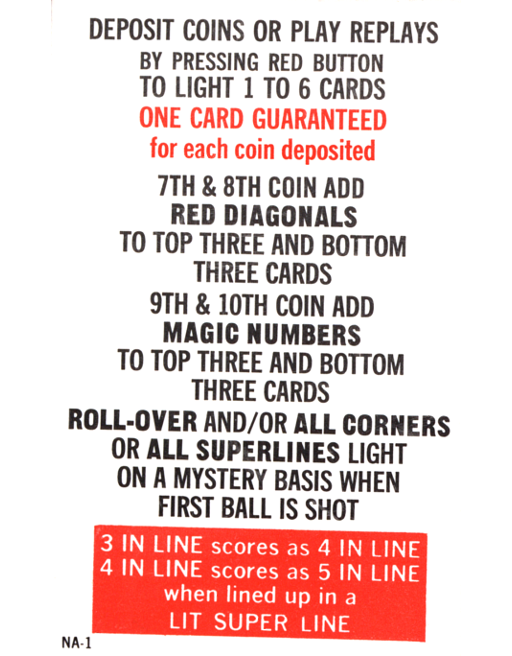 DEPOSIT COINS OR PLAY REPLAYS
BY PRESSING RED BUTTON
TO LIGHT 1 TO 6 CARDS
ONE CARD GUARANTEED
for each coin deposited
7TH & 8TH COIN ADD
RED DIAGONALS
TO TOP THREE AND BOTTOM
THREE CARDS
9TH & 10TH COIN ADD
MAGIC NUMBERS
TO TOP THREE AND BOTTOM
THREE CARDS
ROLL-OVER AND/OR ALL CORNERS
OR ALL SUPERLINES LIGHT
ON A MYSTERY BASIS WHEN
FIRST BALL IS SHOT
3 IN LINE scores as 4 IN LINE
4 IN LINE scores as 5 IN LINE
when lined up in a
LIT SUPER LINE
NA-1